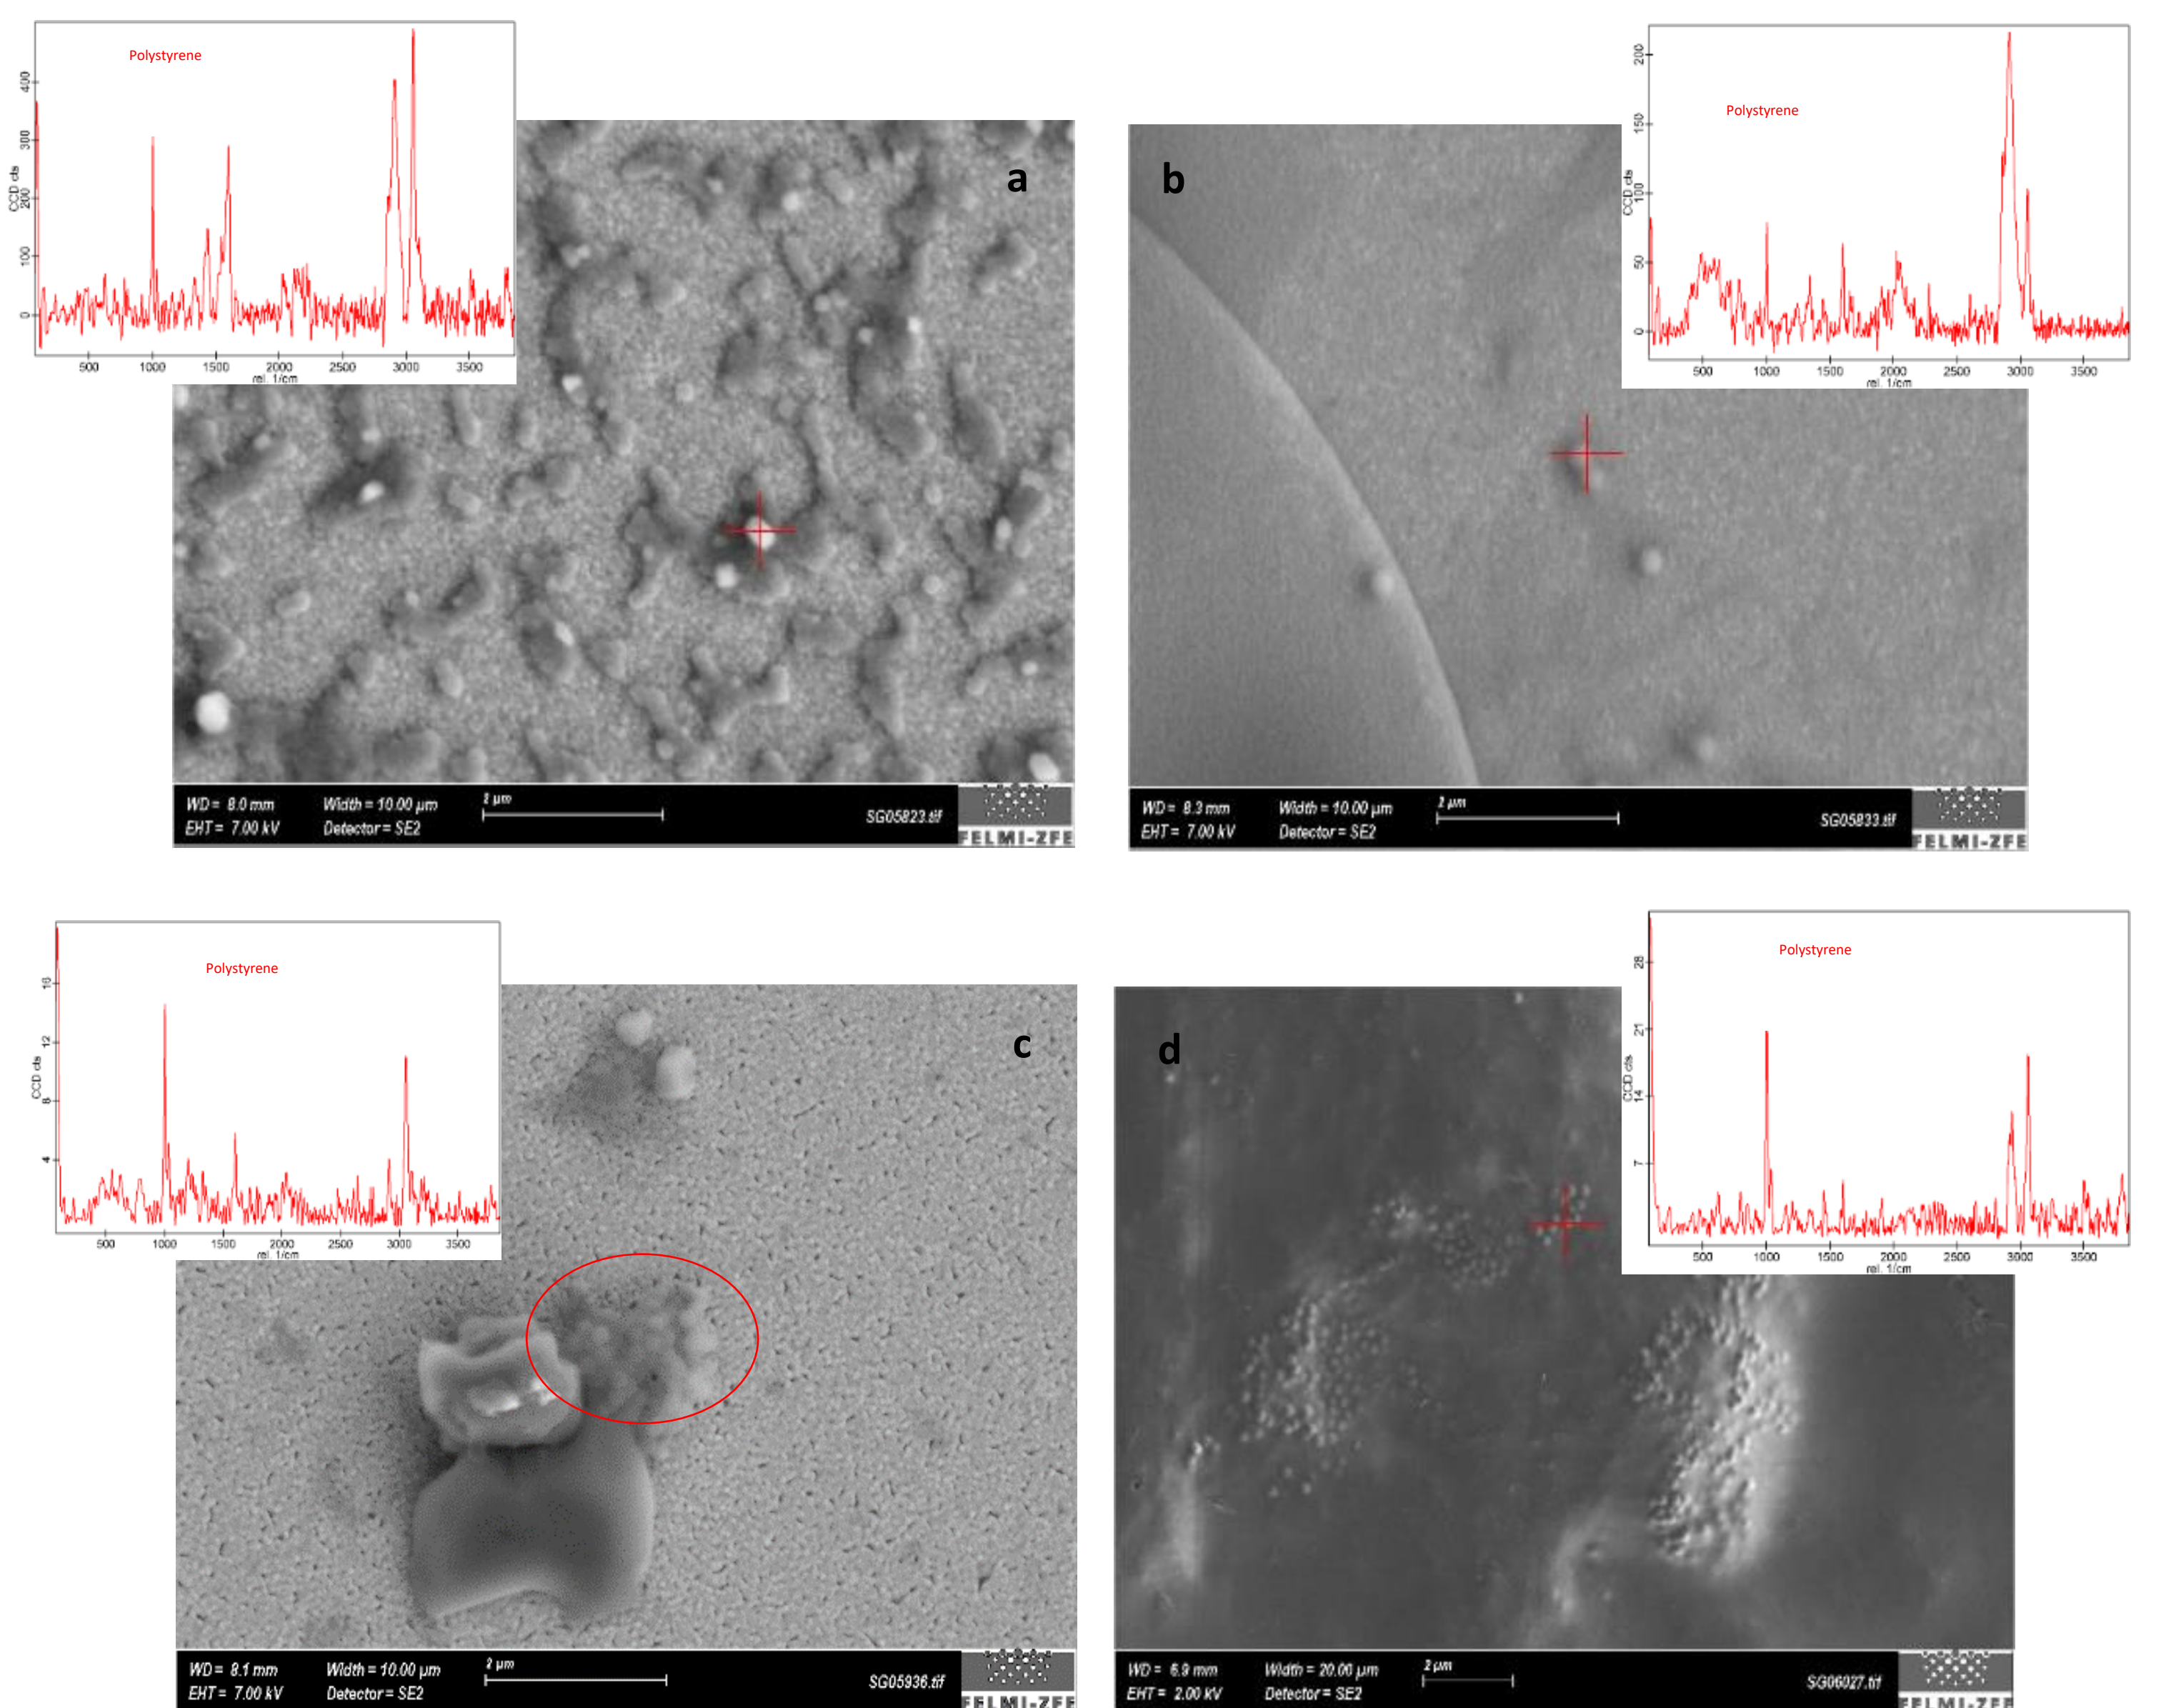 Polystyrene
400
300
200
100
0
CCD cts
500 1000 1500 2000 2500 3000 3500
rel. 1/cm
a
WD = 8.0 mm Width = 10.00 µm 2 µm
EHT = 7.00 kV Detector = SE2 SG05823.tif
FELMI-ZFE
Polystyrene
200
150
100
50
0
CCD cts
500 1000 1500 2000 2500 3000 3500
rel. 1/cm
b
WD = 8.3 mm Width = 10.00 µm 2 µm
EHT = 7.00 kV Detector = SE2 SG05833.tif
FELMI-ZFE
Polystyrene
16
12
8
4
CCD cts
500 1000 1500 2000 2500 3000 3500
rel. 1/cm
c
WD = 8.1 mm Width = 10.00 µm 2 µm
EHT = 7.00 kV Detector = SE2 SG05936.tif
FELMI-ZFE
Polystyrene
28
21
14
7
CCD cts
500 1000 1500 2000 2500 3000 3500
rel. 1/cm
d
WD = 6.9 mm Width = 20.00 µm 2 µm
EHT = 2.00 kV Detector = SE2 SG06027.tif
FELMI-ZFE